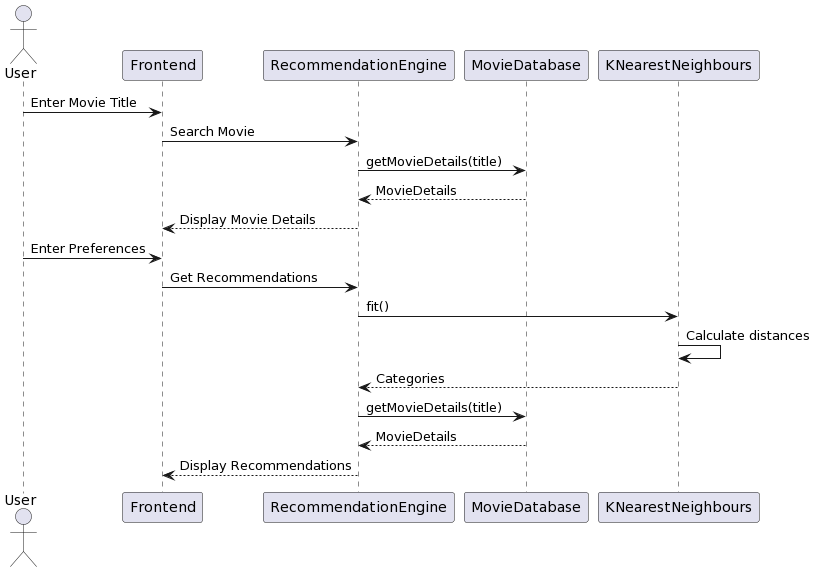 User
Frontend
RecommendationEngine
MovieDatabase
KNearestNeighbours
Enter Movie Title
Search Movie
getMovieDetails(title)
MovieDetails
Display Movie Details
Enter Preferences
Get Recommendations
fit()
Calculate distances
Categories
getMovieDetails(title)
MovieDetails
Display Recommendations
User
Frontend
RecommendationEngine
MovieDatabase
KNearestNeighbours